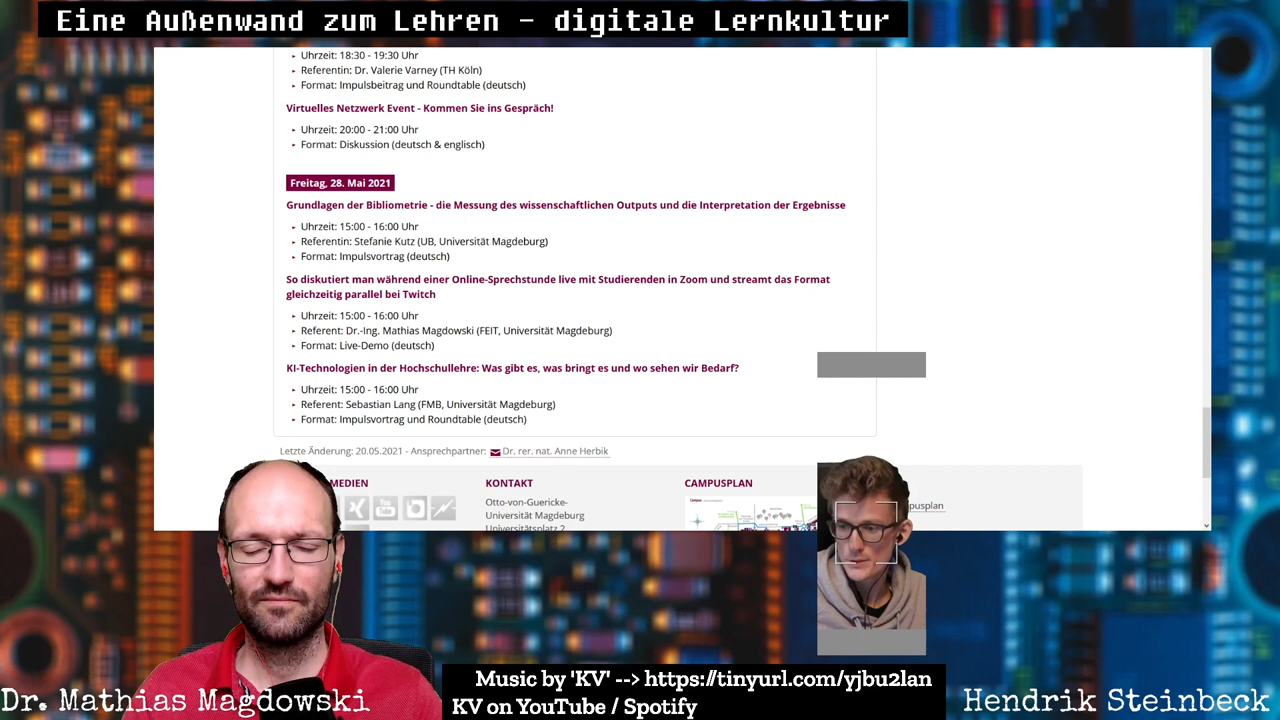 Eine Außenwand zum Lehren - digitale Lernkultur
Uhrzeit: 18:30 - 19:30 Uhr
Referentin: Dr. Valerie Varney (TH Köln)
Format: Impulsbeitrag und Roundtable (deutsch)
Virtuelles Netzwerk Event - Kommen Sie ins Gespräch!
Uhrzeit: 20:00 - 21:00 Uhr
Format: Diskussion (deutsch & englisch)
Freitag, 28. Mai 2021
Grundlagen der Bibliometrie - die Messung des wissenschaftlichen Outputs und die Interpretation der Ergebnisse
Uhrzeit: 15:00 - 16:00 Uhr
Referentin: Stefanie Kutz (UB, Universität Magdeburg)
Format: Impulsvortrag (deutsch)
So diskutiert man während einer Online-Sprechstunde live mit Studierenden in Zoom und streamt das Format
gleichzeitig parallel bei Twitch
Uhrzeit: 15:00 - 16:00 Uhr
Referent: Dr.-Ing. Mathias Magdowski (FEIT, Universität Magdeburg)
Format: Live-Demo (deutsch)
KI-Technologien in der Hochschullehre: Was gibt es, was bringt es und wo sehen wir Bedarf?
Uhrzeit: 15:00 - 16:00 Uhr
Referent: Sebastian Lang (FMB, Universität Magdeburg)
Format: Impulsvortrag und Roundtable (deutsch)
Letzte Änderung: 20.05.2021 - Ansprechpartner: Dr. rer. nat. Anne Herbik
MEDIEN
KONTAKT
Otto-von-Guericke-
Universität Magdeburg
Universitätsplatz 2
CAMPUSPLAN
pusplan
Dr. Mathias Magdowski
Music by 'KV' --> https://tinyurl.com/yjbu2lan
KV on YouTube / Spotify
Hendrik Steinbeck